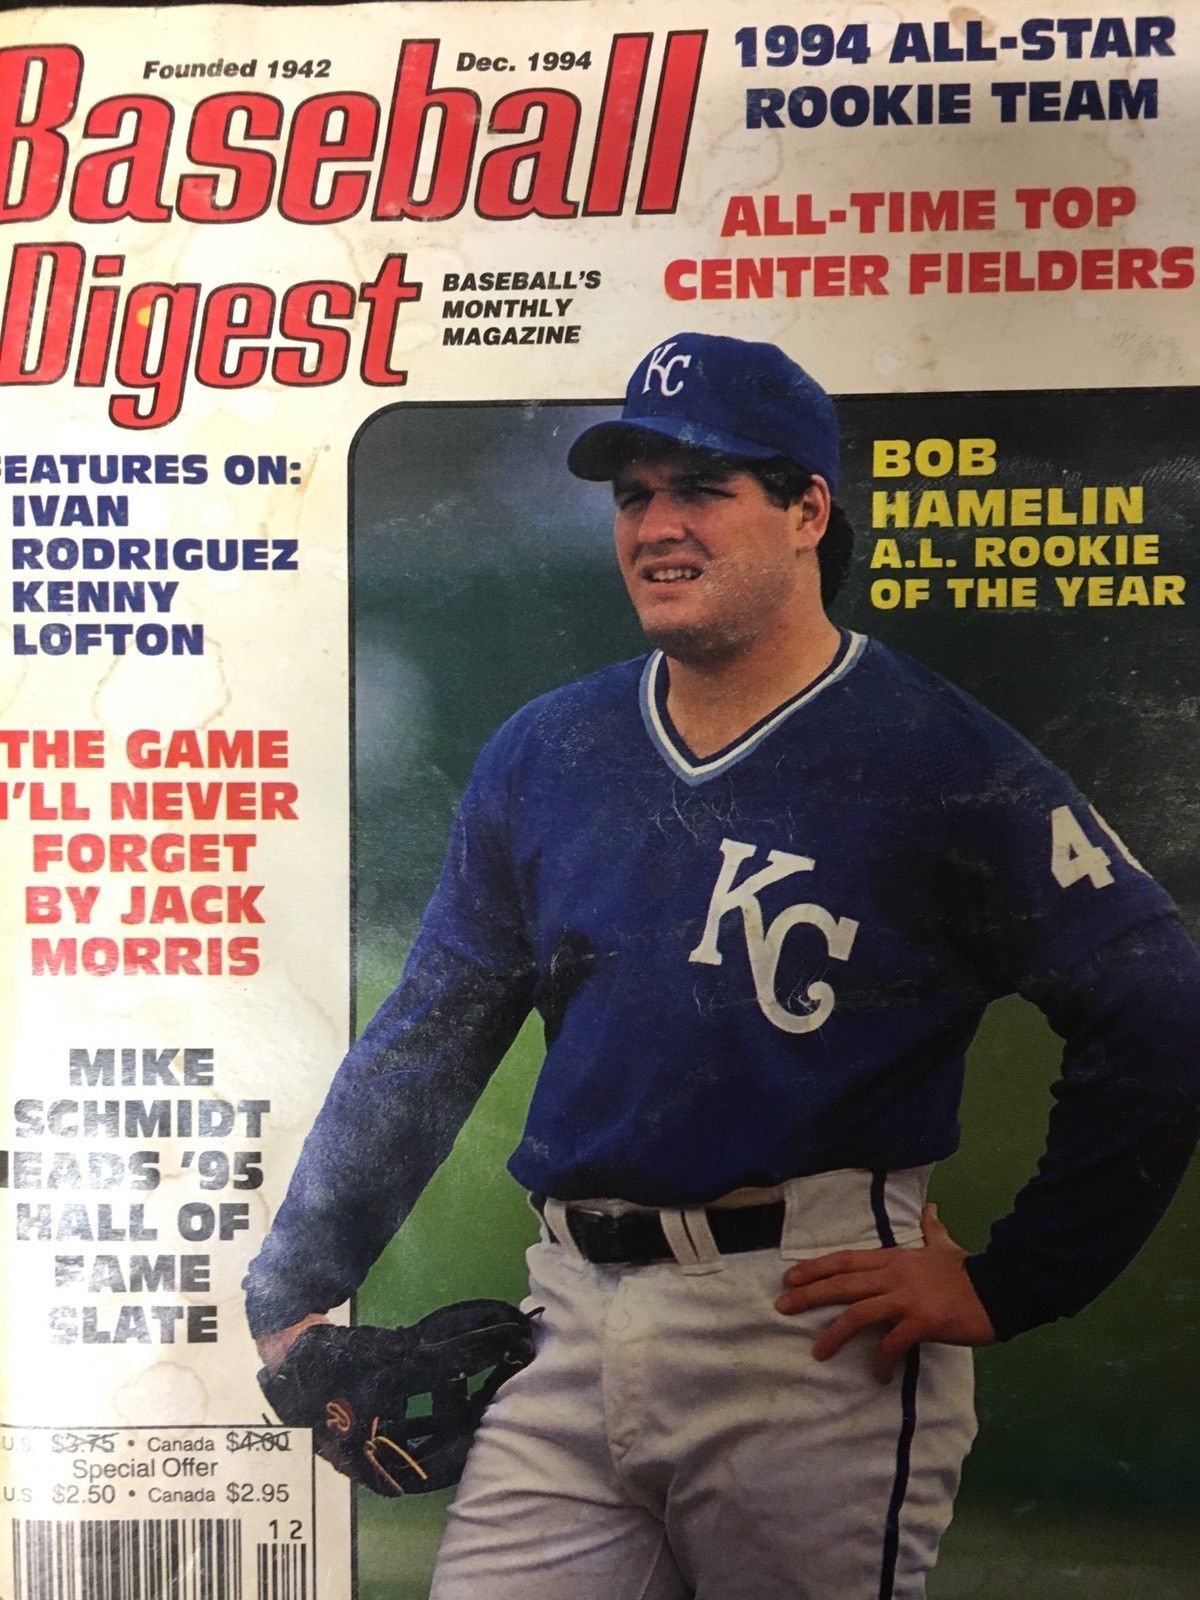 Founded 1942
Dec. 1994
Baseball
Digest
BASEBALL'S
MONTHLY
MAGAZINE
1994 ALL-STAR
ROOKIE TEAM
ALL-TIME TOP
CENTER FIELDERS
FEATURES ON:
IVAN
RODRIGUEZ
KENNY
LOFTON
THE GAME
I'LL NEVER
FORGET
BY JACK
MORRIS
MIKE
SCHMIDT
HEADS '95
HALL OF
FAME
SLATE
BOB
HAMELIN
A.L. ROOKIE
OF THE YEAR
KC
KC
U.S. $3.75 • Canada $4.00
Special Offer
U.S $2.50 • Canada $2.95
12